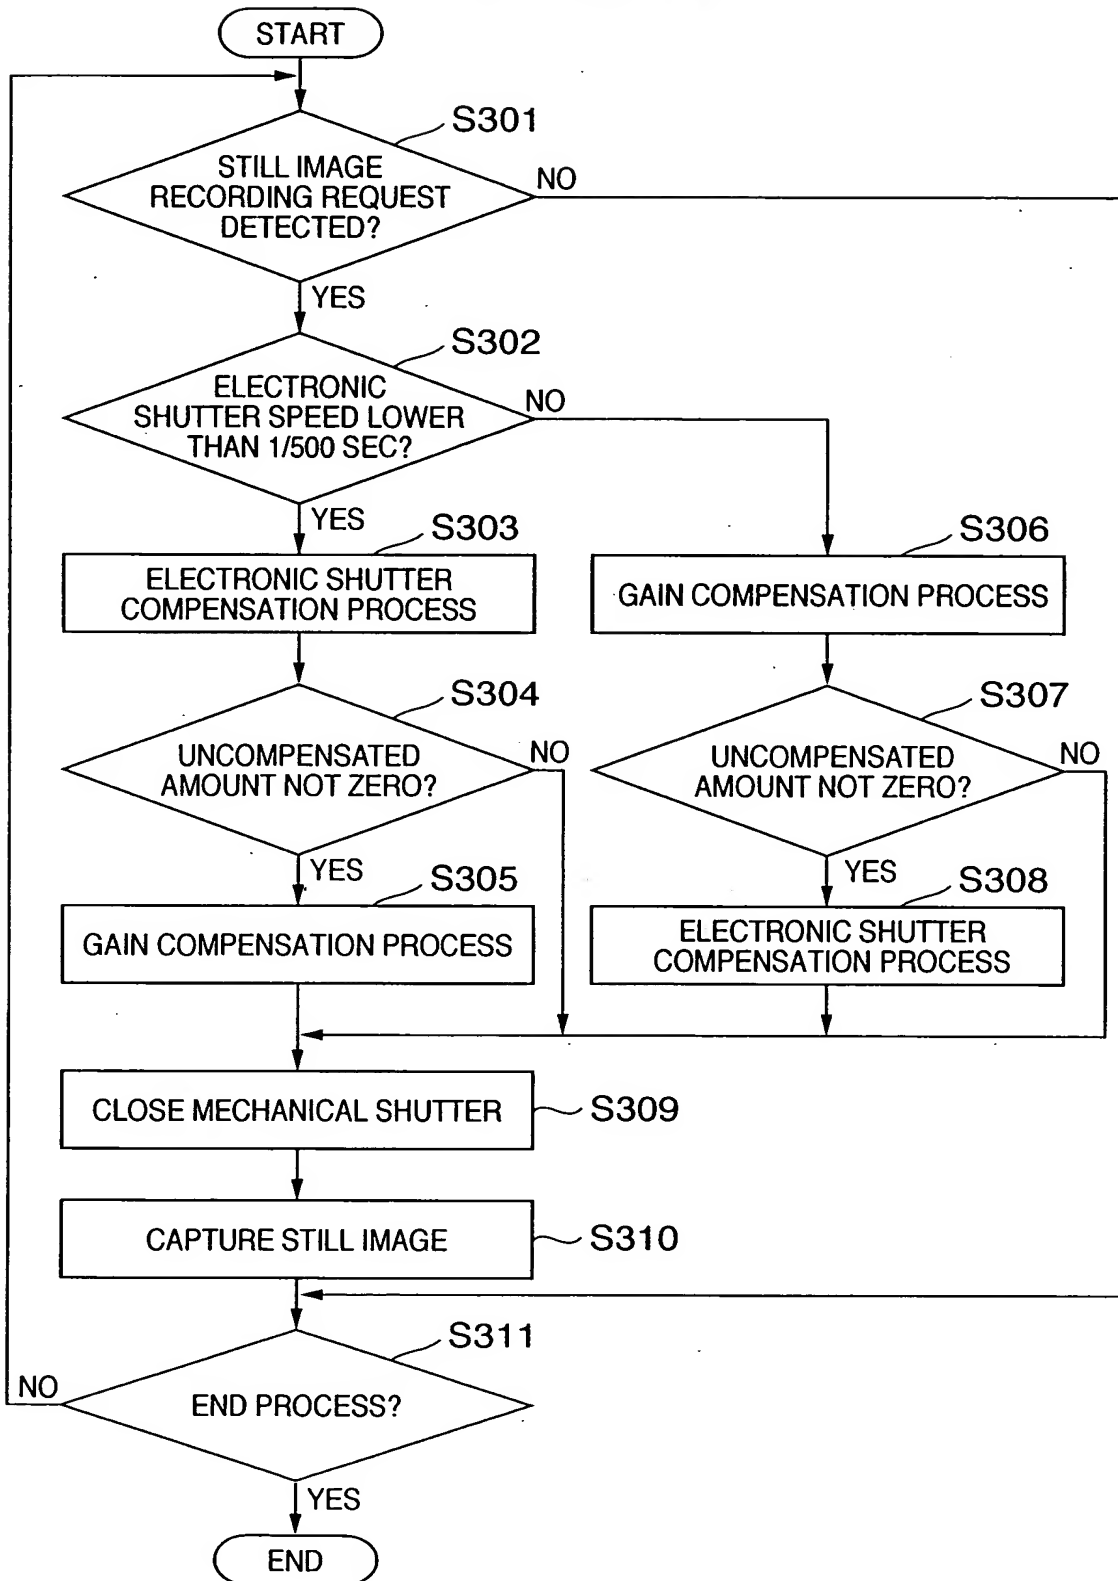 START
S301
STILL IMAGE
RECORDING REQUEST
DETECTED?
NO
YES
S302
ELECTRONIC
SHUTTER SPEED LOWER
THAN 1/500 SEC?
NO
YES
S303
ELECTRONIC SHUTTER
COMPENSATION PROCESS
S306
GAIN COMPENSATION PROCESS
S304
UNCOMPENSATED
AMOUNT NOT ZERO?
NO
YES
S307
UNCOMPENSATED
AMOUNT NOT ZERO?
NO
YES
S305
GAIN COMPENSATION PROCESS
S308
ELECTRONIC SHUTTER
COMPENSATION PROCESS
CLOSE MECHANICAL SHUTTER
S309
CAPTURE STILL IMAGE
S310
S311
END PROCESS?
NO
YES
END